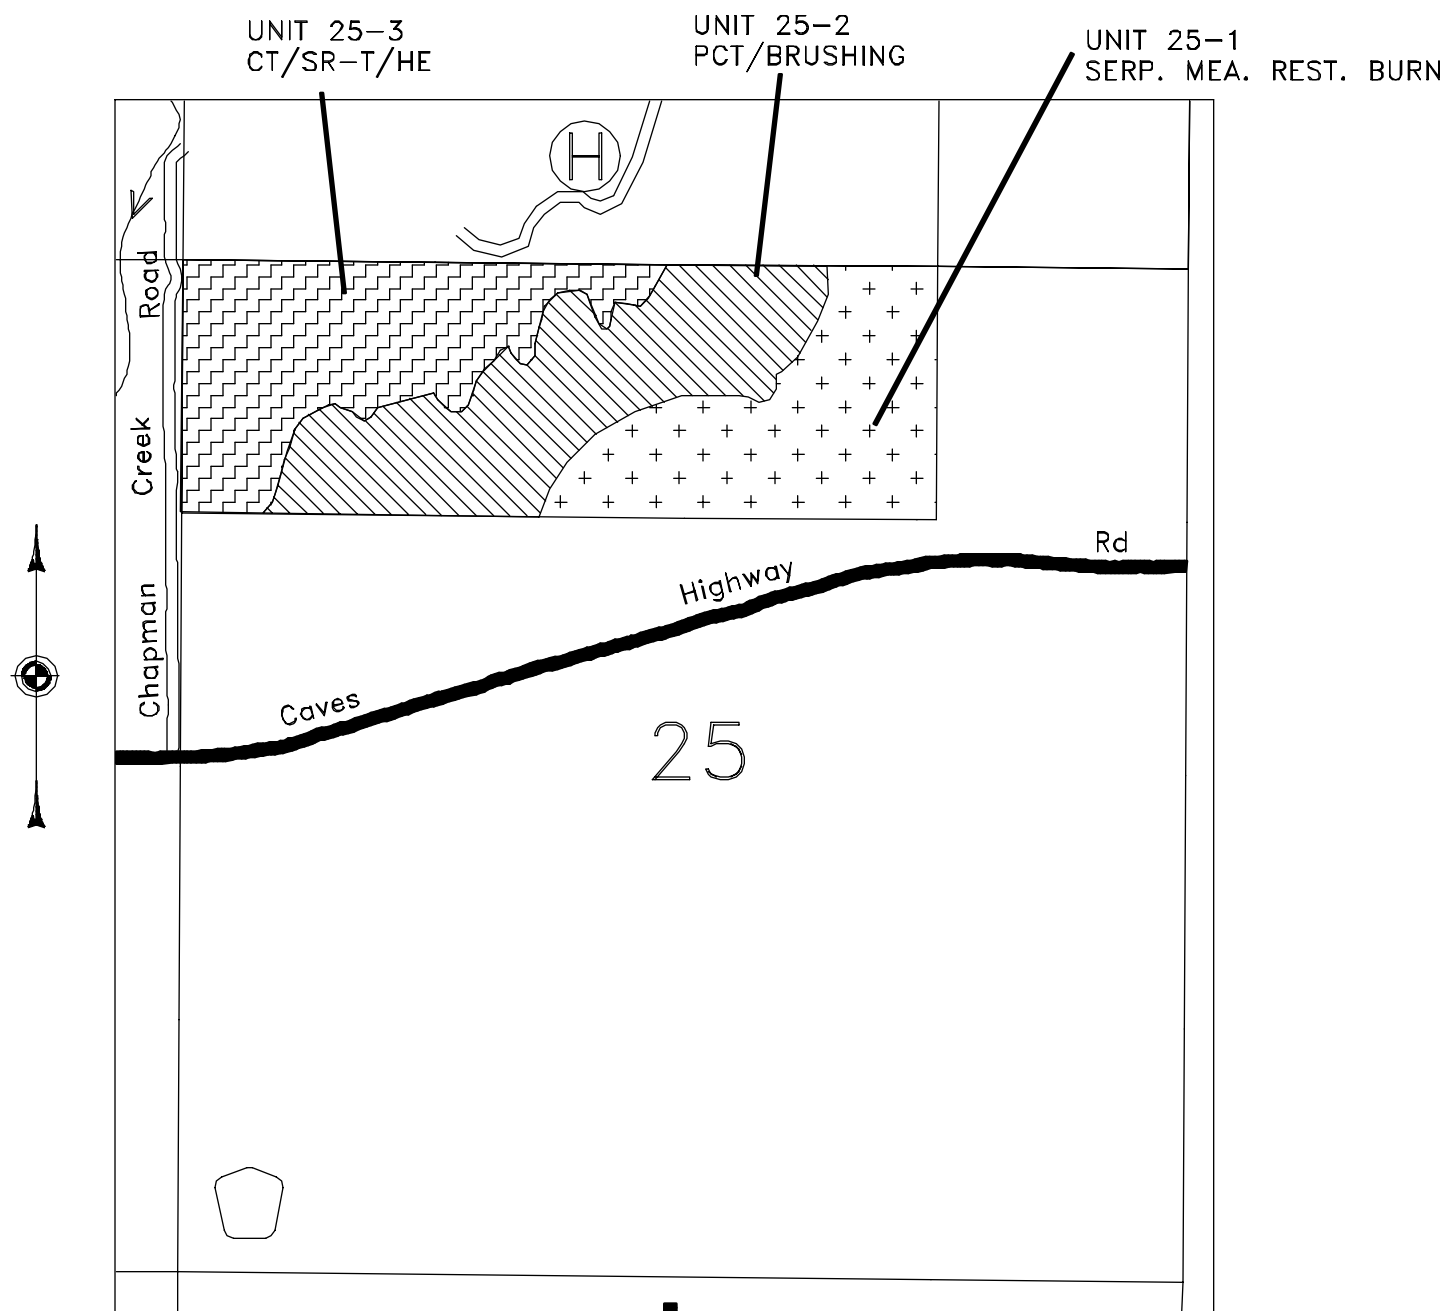 UNIT 25-3
CT/SR-T/HE
UNIT 25-2
PCT/BRUSHING
UNIT 25-1
SERP. MEA. REST. BURN
H
Chapman Creek Road
Caves Highway Rd
25